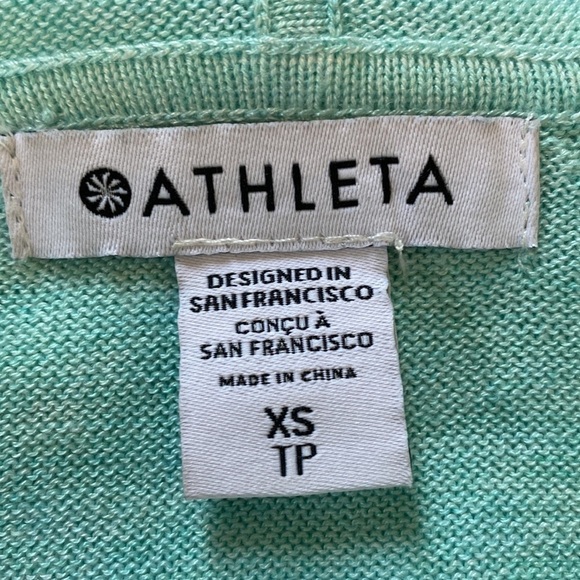 ATHLETA
DESIGNED IN
SAN FRANCISCO
CONÇU À
SAN FRANCISCO
MADE IN CHINA
XS
TP